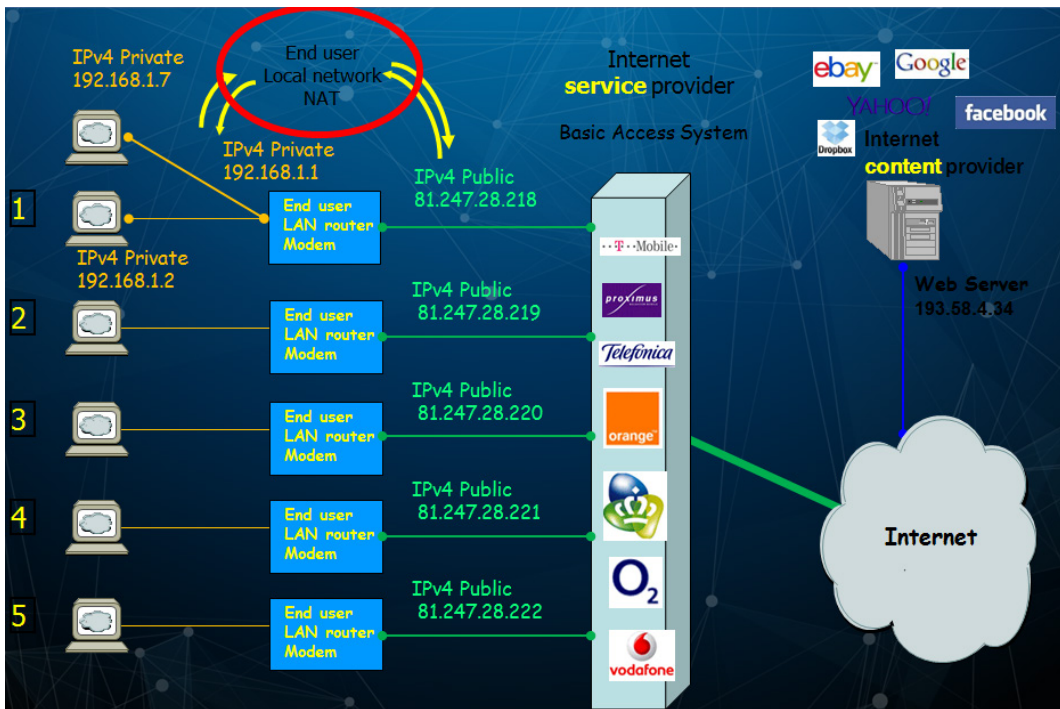 IPv4 Private
192.168.1.7
End user
Local network
NAT
IPv4 Private
192.168.1.1
IPv4 Public
81.247.28.218
Internet
service provider
Basic Access System
ebay
Google
YAHOO!
facebook
Dropbox
Internet
content provider
1
End user
LAN router
Modem
IPv4 Private
192.168.1.2
··T··Mobile·
Web Server
193.58.4.34
2
End user
LAN router
Modem
IPv4 Public
81.247.28.219
proximus
Telefónica
3
End user
LAN router
Modem
IPv4 Public
81.247.28.220
orange™
4
End user
LAN router
Modem
IPv4 Public
81.247.28.221
Internet
5
End user
LAN router
Modem
IPv4 Public
81.247.28.222
O2
vodafone